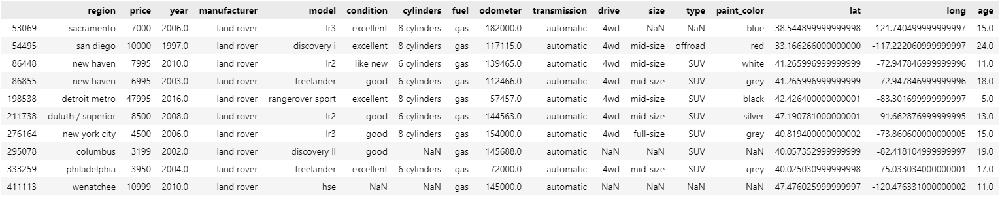 region price year manufacturer model condition cylinders fuel odometer transmission drive size type paint_color lat long age
53069 sacramento 7000 2006.0 land rover lr3 excellent 8 cylinders gas 182000.0 automatic 4wd NaN NaN blue 38.544899999999998 -121.740499999999997 15.0
54495 san diego 10000 1997.0 land rover discovery i excellent 8 cylinders gas 117115.0 automatic 4wd mid-size offroad red 33.166266000000000 -117.222060999999997 24.0
86448 new haven 7995 2010.0 land rover lr2 like new 6 cylinders gas 139465.0 automatic 4wd mid-size SUV white 41.265996999999999 -72.947846999999996 11.0
86855 new haven 6995 2003.0 land rover freelander good 6 cylinders gas 112466.0 automatic 4wd mid-size SUV grey 41.265996999999999 -72.947846999999996 18.0
198538 detroit metro 47995 2016.0 land rover rangerover sport excellent 8 cylinders gas 57457.0 automatic 4wd mid-size SUV black 42.426400000000001 -83.301699999999997 5.0
211738 duluth / superior 8500 2008.0 land rover lr2 good 6 cylinders gas 144563.0 automatic 4wd mid-size SUV silver 47.190781000000001 -91.662876999999995 13.0
276164 new york city 4500 2006.0 land rover lr3 good 8 cylinders gas 154000.0 automatic 4wd full-size SUV grey 40.819400000000002 -73.860600000000005 15.0
295078 columbus 3199 2002.0 land rover discovery ll good NaN gas 145688.0 automatic NaN NaN SUV NaN 40.057352999999999 -82.418104999999997 19.0
333259 philadelphia 3950 2004.0 land rover freelander excellent 6 cylinders gas 72000.0 automatic 4wd mid-size SUV grey 40.025030999999998 -75.033034000000001 17.0
411113 wenatchee 10999 2010.0 land rover hse NaN NaN gas 145000.0 automatic NaN NaN NaN NaN 47.476025999999997 -120.476331000000002 11.0